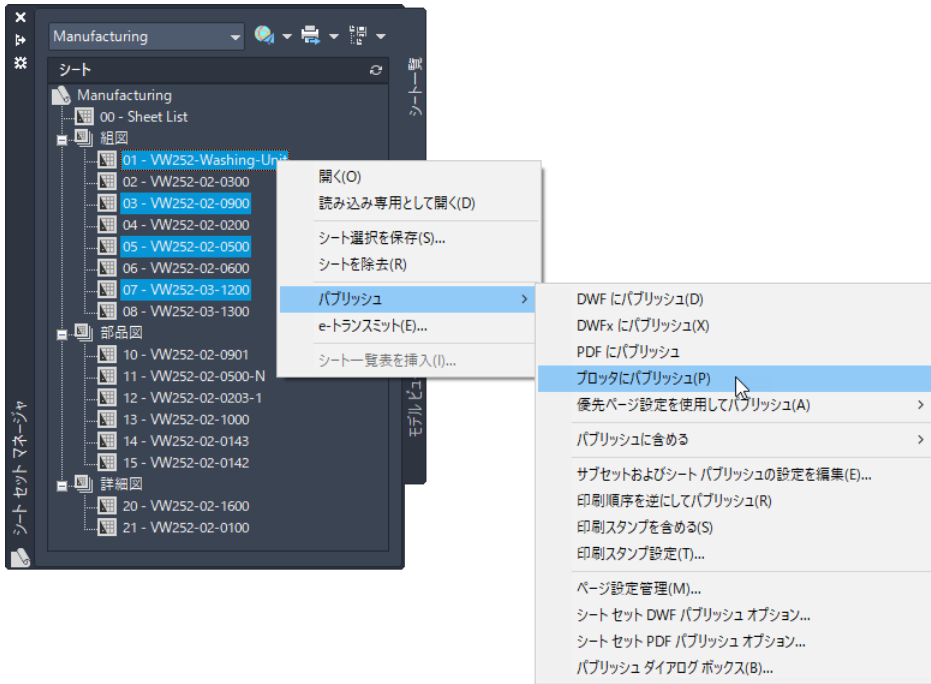 Manufacturing
シート
Manufacturing
00 - Sheet List
組図
01 - VW252-Washing-Unit
02 - VW252-02-0300
03 - VW252-02-0900
04 - VW252-02-0200
05 - VW252-02-0500
06 - VW252-02-0600
07 - VW252-03-1200
08 - VW252-03-1300
部品図
10 - VW252-02-0901
11 - VW252-02-0500-N
12 - VW252-02-0203-1
13 - VW252-02-1000
14 - VW252-02-0143
15 - VW252-02-0142
詳細図
20 - VW252-02-1600
21 - VW252-02-0100
シート セット マネージャ
シート一覧
モデル ビュ
開く(O)
読み込み専用として開く(D)
シート選択を保存(S)...
シートを除去(R)
パブリッシュ
e-トランスミット(E)...
シート一覧表を挿入(I)...
DWF にパブリッシュ(D)
DWFx にパブリッシュ(X)
PDF にパブリッシュ
プロッタにパブリッシュ(P)
優先ページ設定を使用してパブリッシュ(A)
パブリッシュに含める
サブセットおよびシート パブリッシュの設定を編集(E)...
印刷順序を逆にしてパブリッシュ(R)
印刷スタンプを含める(S)
印刷スタンプ設定(T)...
ページ設定管理(M)...
シート セット DWF パブリッシュ オプション...
シート セット PDF パブリッシュ オプション...
パブリッシュ ダイアログ ボックス(B)...